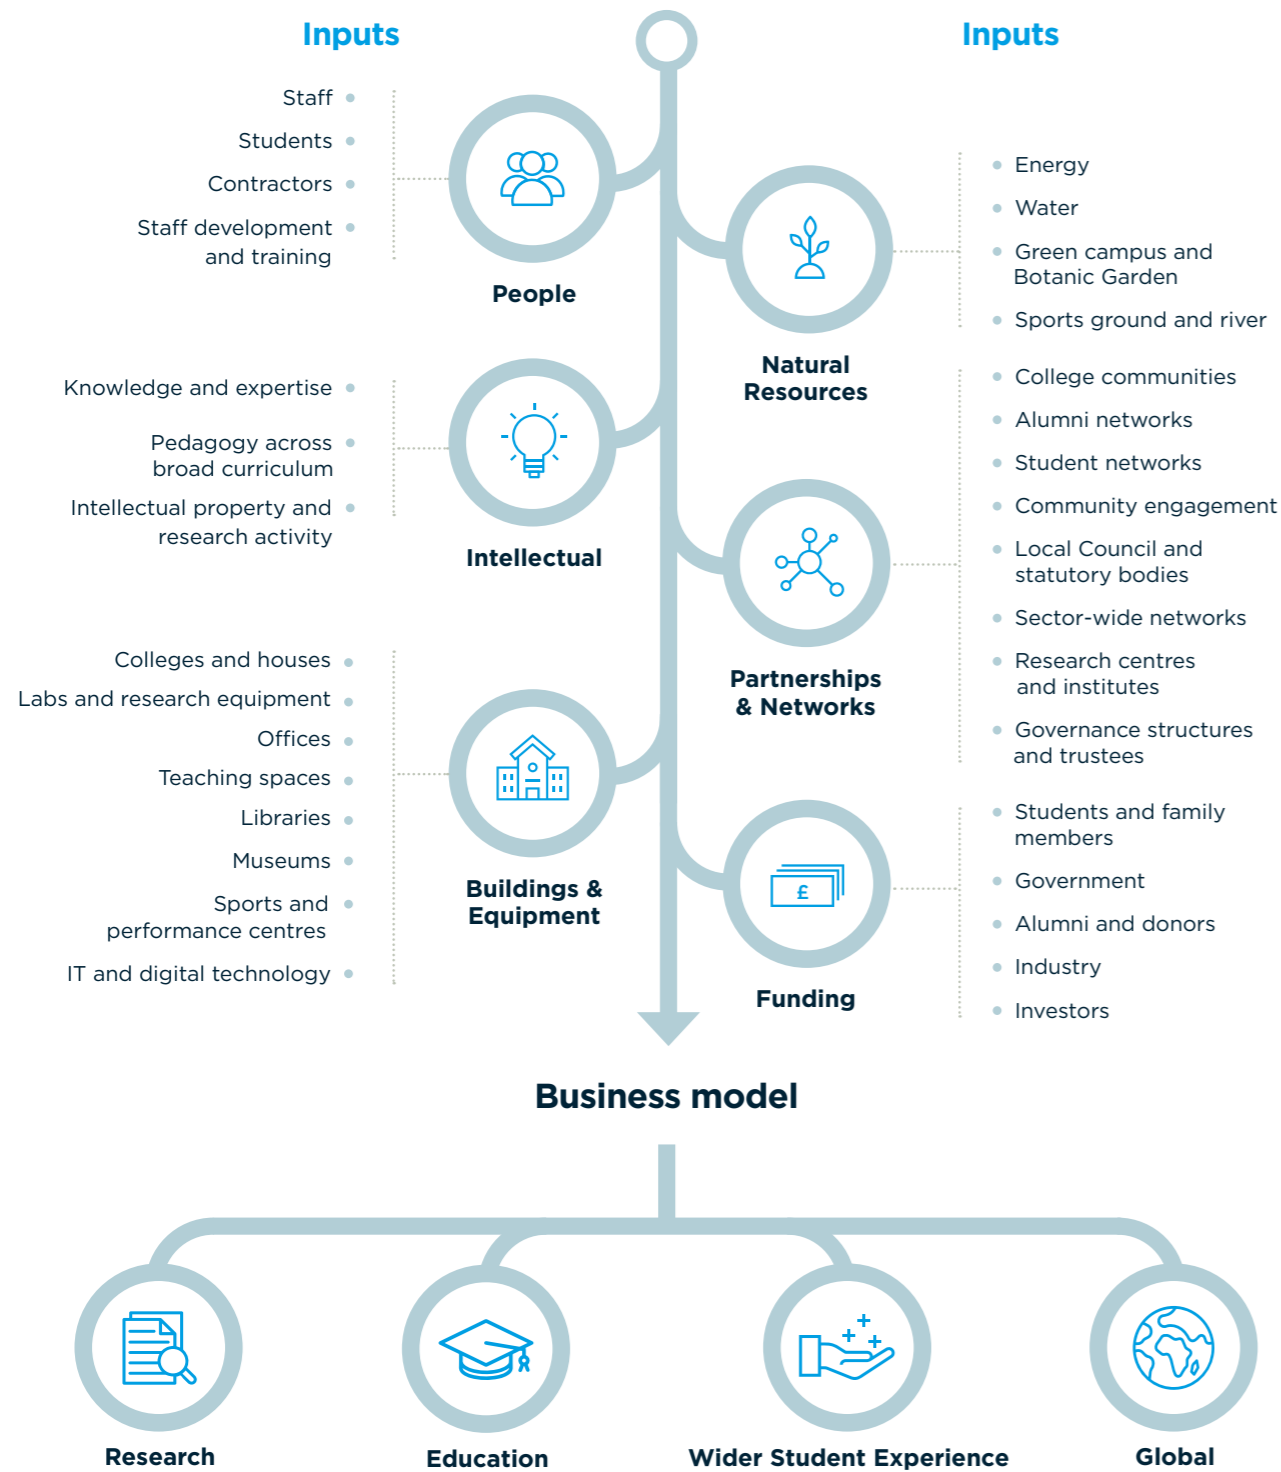 Inputs
Staff
Students
Contractors
Staff development
and training
People
Knowledge and expertise
Pedagogy across
broad curriculum
Intellectual property and
research activity
Intellectual
Colleges and houses
Labs and research equipment
Offices
Teaching spaces
Libraries
Museums
Sports and
performance centres
IT and digital technology
Buildings &
Equipment
Inputs
Energy
Water
Green campus and
Botanic Garden
Sports ground and river
Natural
Resources
College communities
Alumni networks
Student networks
Community engagement
Local Council and
statutory bodies
Sector-wide networks
Research centres
and institutes
Governance structures
and trustees
Partnerships
& Networks
Students and family
members
Government
Alumni and donors
Industry
Investors
£
Funding
Business model
Research
Education
Wider Student Experience
Global